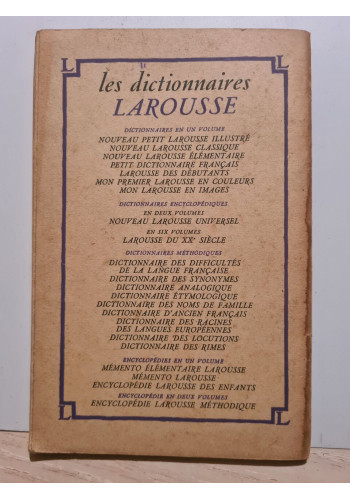 L L
les dictionnaires
LAROUSSE
DICTIONNAIRES EN UN VOLUME
NOUVEAU PETIT LAROUSSE ILLUSTRÉ
NOUVEAU LAROUSSE CLASSIQUE
NOUVEAU LAROUSSE ÉLÉMENTAIRE
PETIT DICTIONNAIRE FRANÇAIS
LAROUSSE DES DÉBUTANTS
MON PREMIER LAROUSSE EN COULEURS
MON LAROUSSE EN IMAGES
DICTIONNAIRES ENCYCLOPÉDIQUES
EN DEUX VOLUMES
NOUVEAU LAROUSSE UNIVERSEL
EN SIX VOLUMES
LAROUSSE DU XXᵉ SIÈCLE
DICTIONNAIRES MÉTHODIQUES
DICTIONNAIRE DES DIFFICULTÉS
DE LA LANGUE FRANÇAISE
DICTIONNAIRE DES SYNONYMES
DICTIONNAIRE ANALOGIQUE
DICTIONNAIRE ÉTYMOLOGIQUE
DICTIONNAIRE DES NOMS DE FAMILLE
DICTIONNAIRE D'ANCIEN FRANÇAIS
DICTIONNAIRE DES RACINES
DES LANGUES EUROPÉENNES
DICTIONNAIRE DES LOCUTIONS
DICTIONNAIRE DES RIMES
ENCYCLOPÉDIES EN UN VOLUME
MÉMENTO ÉLÉMENTAIRE LAROUSSE
MÉMENTO LAROUSSE
ENCYCLOPÉDIE LAROUSSE DES ENFANTS
ENCYCLOPÉDIE EN DEUX VOLUMES
ENCYCLOPÉDIE LAROUSSE MÉTHODIQUE
L L